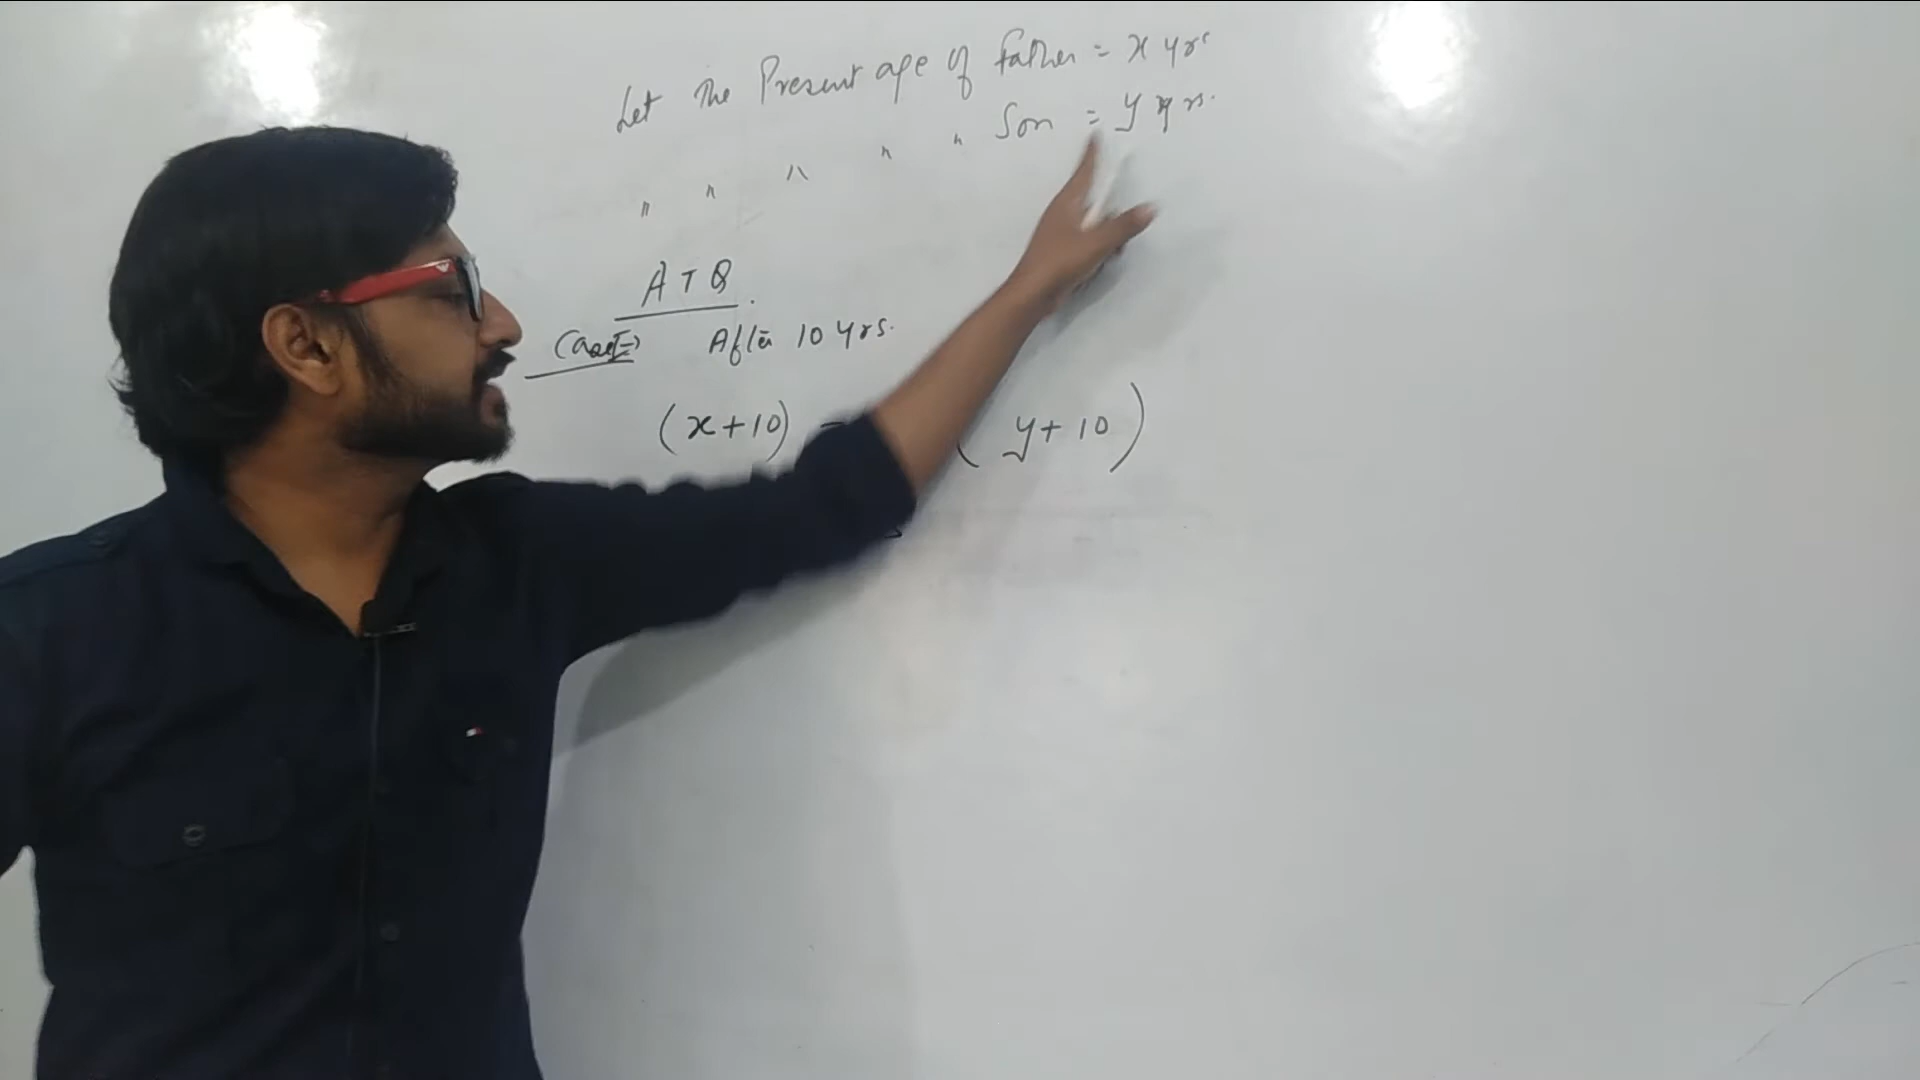 Let the Present age of Father = x yrs
" " " " " Son = y yrs.
ATQ.
Case I After 10 yrs.
(x+10) = (y+10)